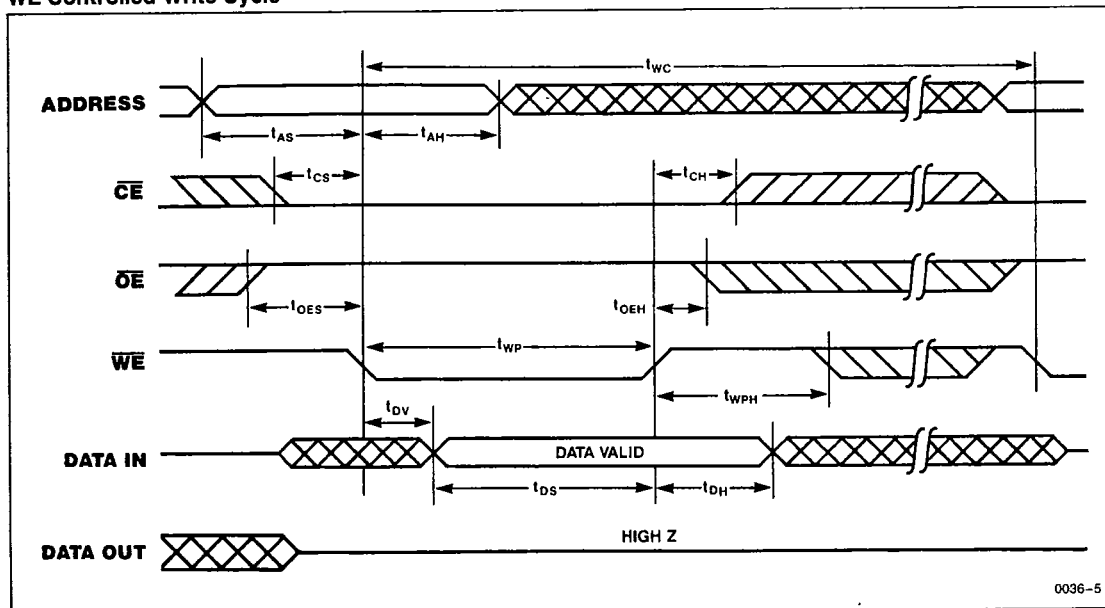 WE Controlled Write Cycle
tWC
ADDRESS
tAS
tAH
CE
tCS
tCH
OE
tOES
tOEH
WE
tWP
tWPH
tDV
DATA IN
DATA VALID
tDS
tDH
DATA OUT
HIGH Z
0036-5